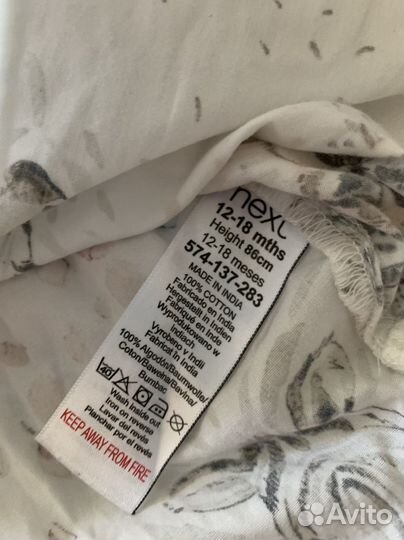 next
12-18 mths
Height 86cm
12-18 meses
574-137-283
MADE IN INDIA
100% COTTON
Fabricado en India
Hergestellt in Indien
Fabriqué en Inde
Wyprodukowano w
Indiach
Vyrobeno v Indii
Fabricat în India
100% Algodón/Baumwolle/
Coton/Bawełna/Bavlna/
Bumbac
Wash inside out
Iron on reverse
Lavar del revés
Planchar por el revés
KEEP AWAY FROM FIRE
Avito